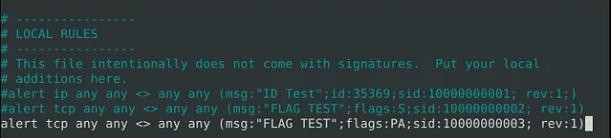 # ----------------
# LOCAL RULES
# ----------------
# This file intentionally does not come with signatures.  Put your local
# additions here.
#alert ip any any <> any any (msg:"ID Test";id:35369;sid:10000000001; rev:1;)
#alert tcp any any <> any any (msg:"FLAG TEST";flags:S;sid:10000000002; rev:1)
alert tcp any any <> any any (msg:"FLAG TEST";flags:PA;sid:10000000003; rev:1)